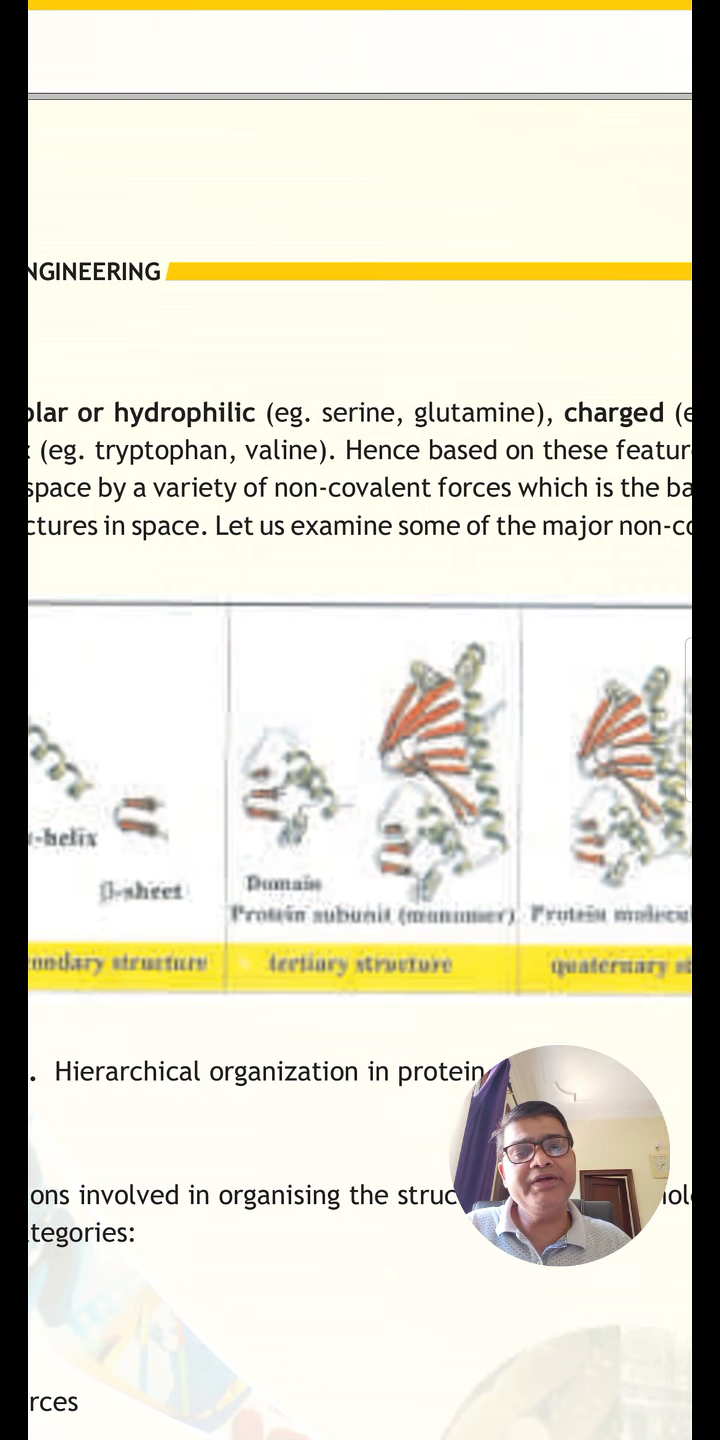 NGINEERING
olar or hydrophilic (eg. serine, glutamine), charged (e
: (eg. tryptophan, valine). Hence based on these featur
space by a variety of non-covalent forces which is the ba
ctures in space. Let us examine some of the major non-co
-helix
β-sheet
Domain
Protein subunit (monomer)
Protein molecul
ondary structure
tertiary structure
quaternary st
. Hierarchical organization in protein
ons involved in organising the struc
nol
tegories:
rces